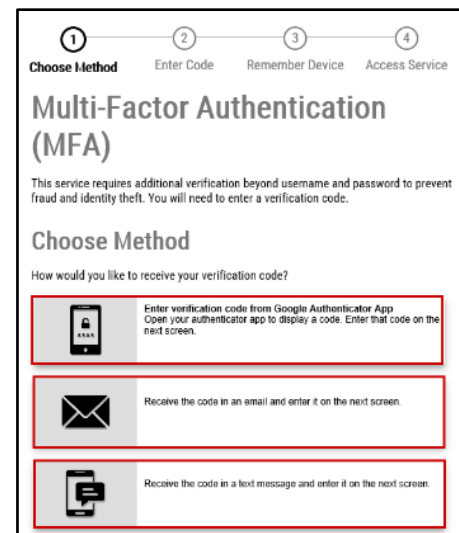 1 2 3 4
Choose Method Enter Code Remember Device Access Service
Multi-Factor Authentication
(MFA)
This service requires additional verification beyond username and password to prevent
fraud and identity theft. You will need to enter a verification code.
Choose Method
How would you like to receive your verification code?
Enter verification code from Google Authenticator App
Open your authenticator app to display a code. Enter that code on the
next screen.
Receive the code in an email and enter it on the next screen.
Receive the code in a text message and enter it on the next screen.